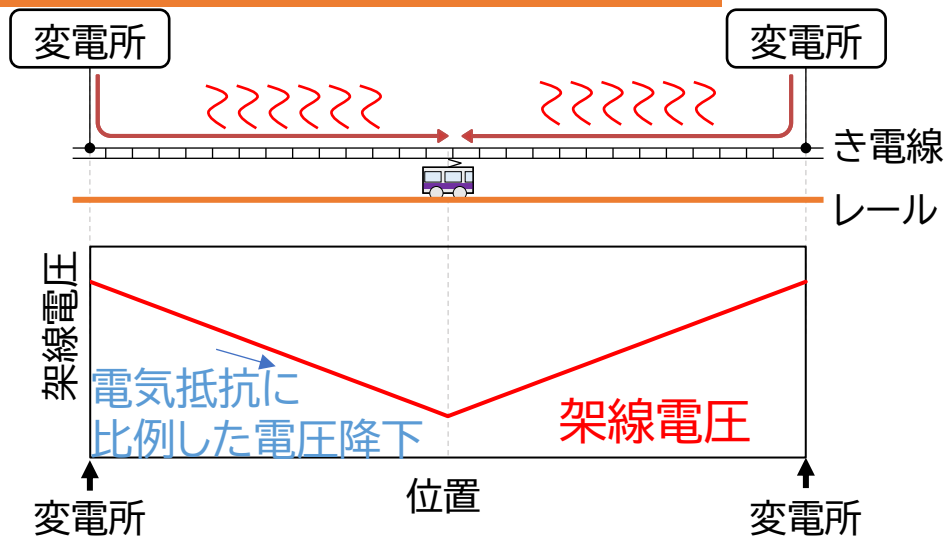 変電所
変電所
き電線
レール
架線電圧
電気抵抗に
比例した電圧降下
架線電圧
位置
変電所
変電所